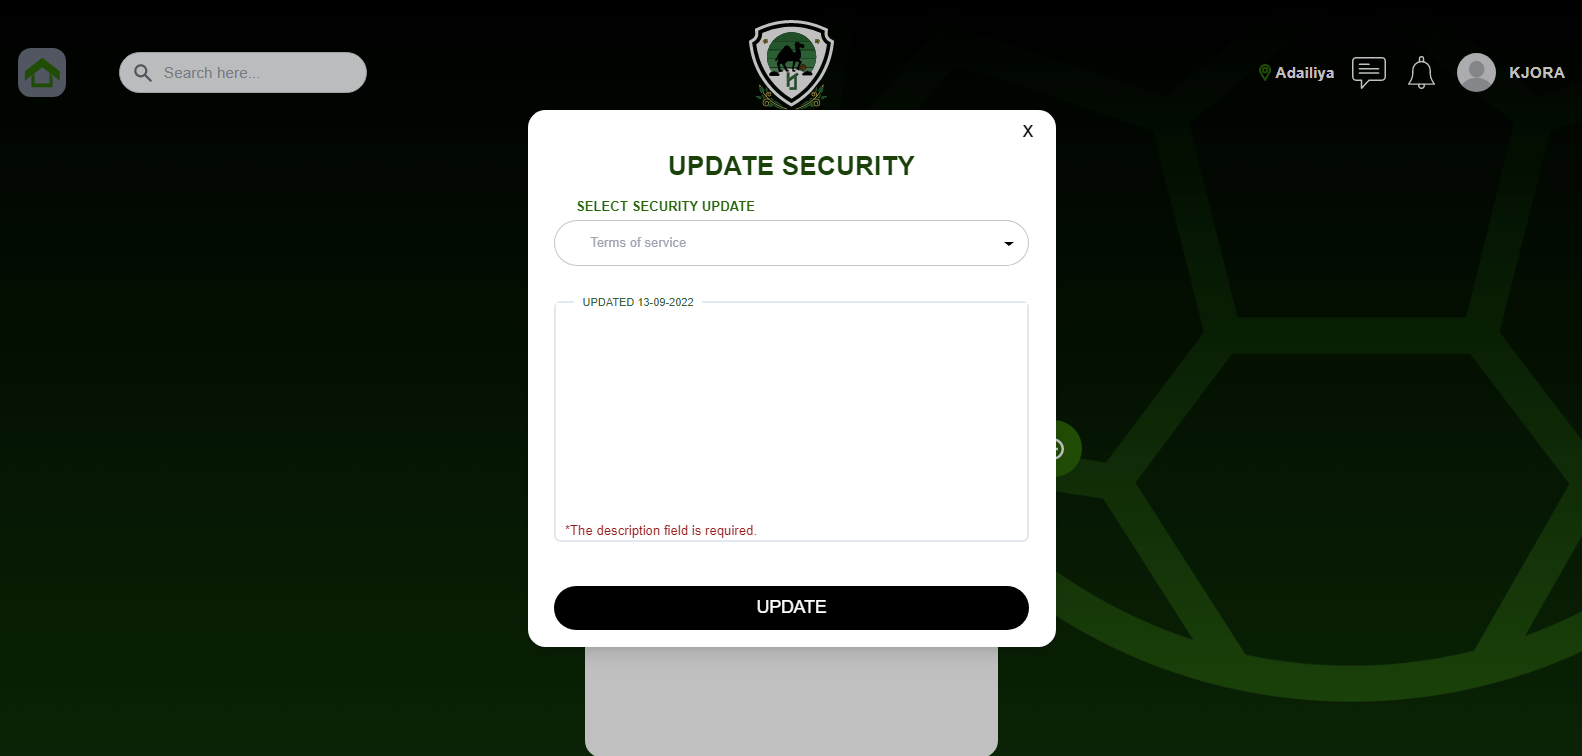 Search here...
Adailiya
KJORA
X
UPDATE SECURITY
SELECT SECURITY UPDATE
Terms of service
UPDATED 13-09-2022
*The description field is required.
UPDATE